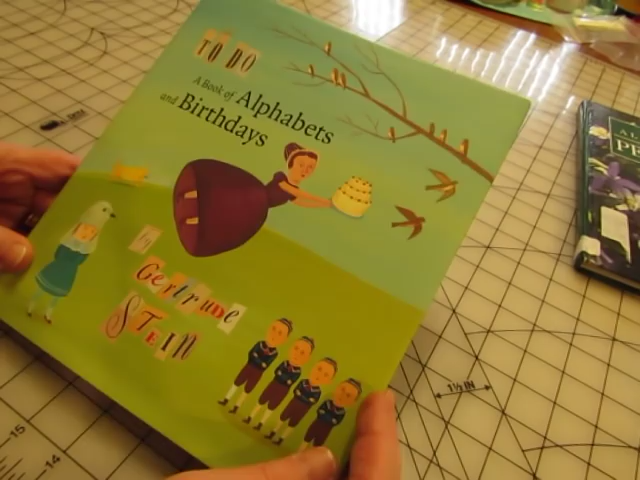 TO DO
A Book of Alphabets
and Birthdays
by
Gertrude
STEIN
1½ IN
15
14